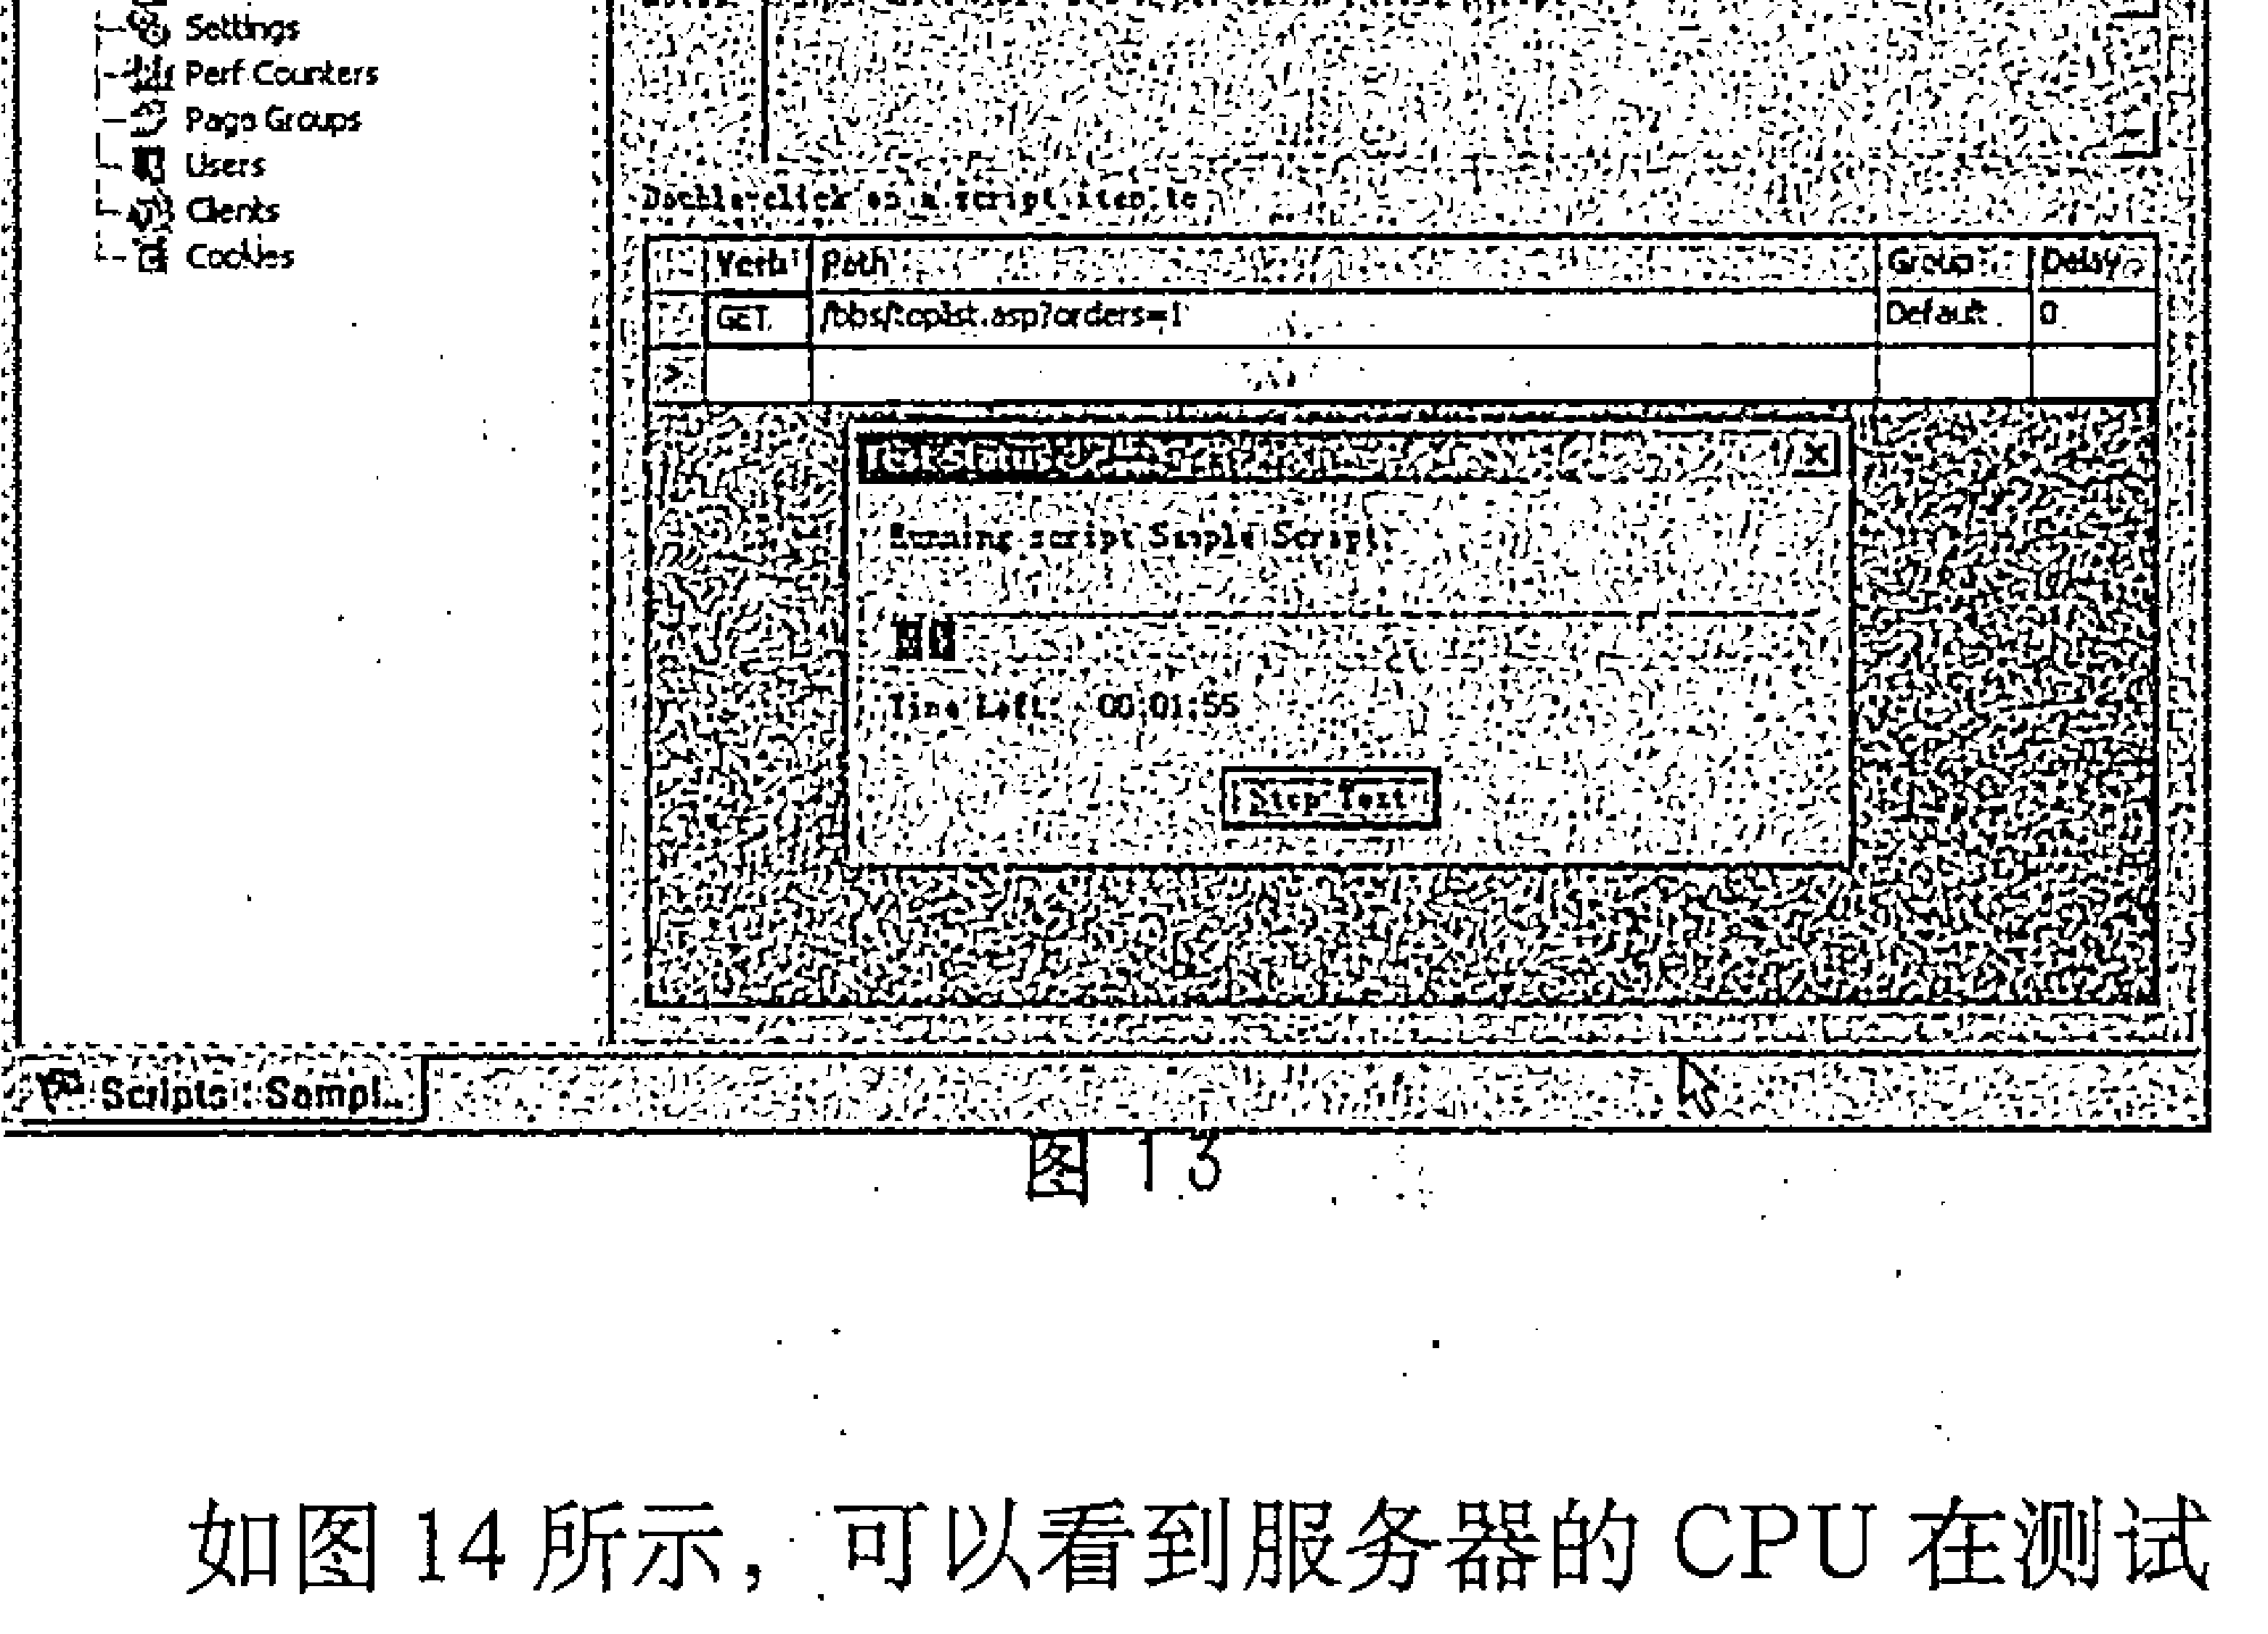 Settings
Perf Counters
Page Groups
Users
Clients
Cookies
Double-click on a script item to
Verb Path Group Delay
GET /bbs/toplist.asp?orders=1 Default 0
Test Status
Running script Sample Script
Time Left: 00:01:55
Stop Test
Scripts : Sampl...
图 13
如图 14 所示，可以看到服务器的 CPU 在测试